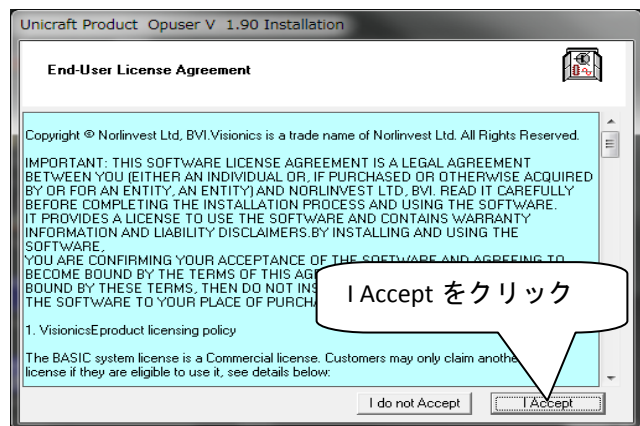 Unicraft Product Opuser V 1.90 Installation
End-User License Agreement
Copyright © Norlinvest Ltd, BVI.Visionics is a trade name of Norlinvest Ltd. All Rights Reserved.
IMPORTANT: THIS SOFTWARE LICENSE AGREEMENT IS A LEGAL AGREEMENT
BETWEEN YOU (EITHER AN INDIVIDUAL OR, IF PURCHASED OR OTHERWISE ACQUIRED
BY OR FOR AN ENTITY, AN ENTITY) AND NORLINVEST LTD, BVI. READ IT CAREFULLY
BEFORE COMPLETING THE INSTALLATION PROCESS AND USING THE SOFTWARE.
IT PROVIDES A LICENSE TO USE THE SOFTWARE AND CONTAINS WARRANTY
INFORMATION AND LIABILITY DISCLAIMERS.BY INSTALLING AND USING THE
SOFTWARE,
YOU ARE CONFIRMING YOUR ACCEPTANCE OF THE SOFTWARE AND AGREEING TO
BECOME BOUND BY THE TERMS OF THIS
BOUND BY THESE TERMS, THEN DO NOT
THE SOFTWARE TO YOUR PLACE OF
I Accept をクリック
1. VisionicsEproduct licensing policy
The BASIC system license is a Commercial license. Customers may only claim
license if they are eligible to use it, see details below:
I do not Accept
I Accept